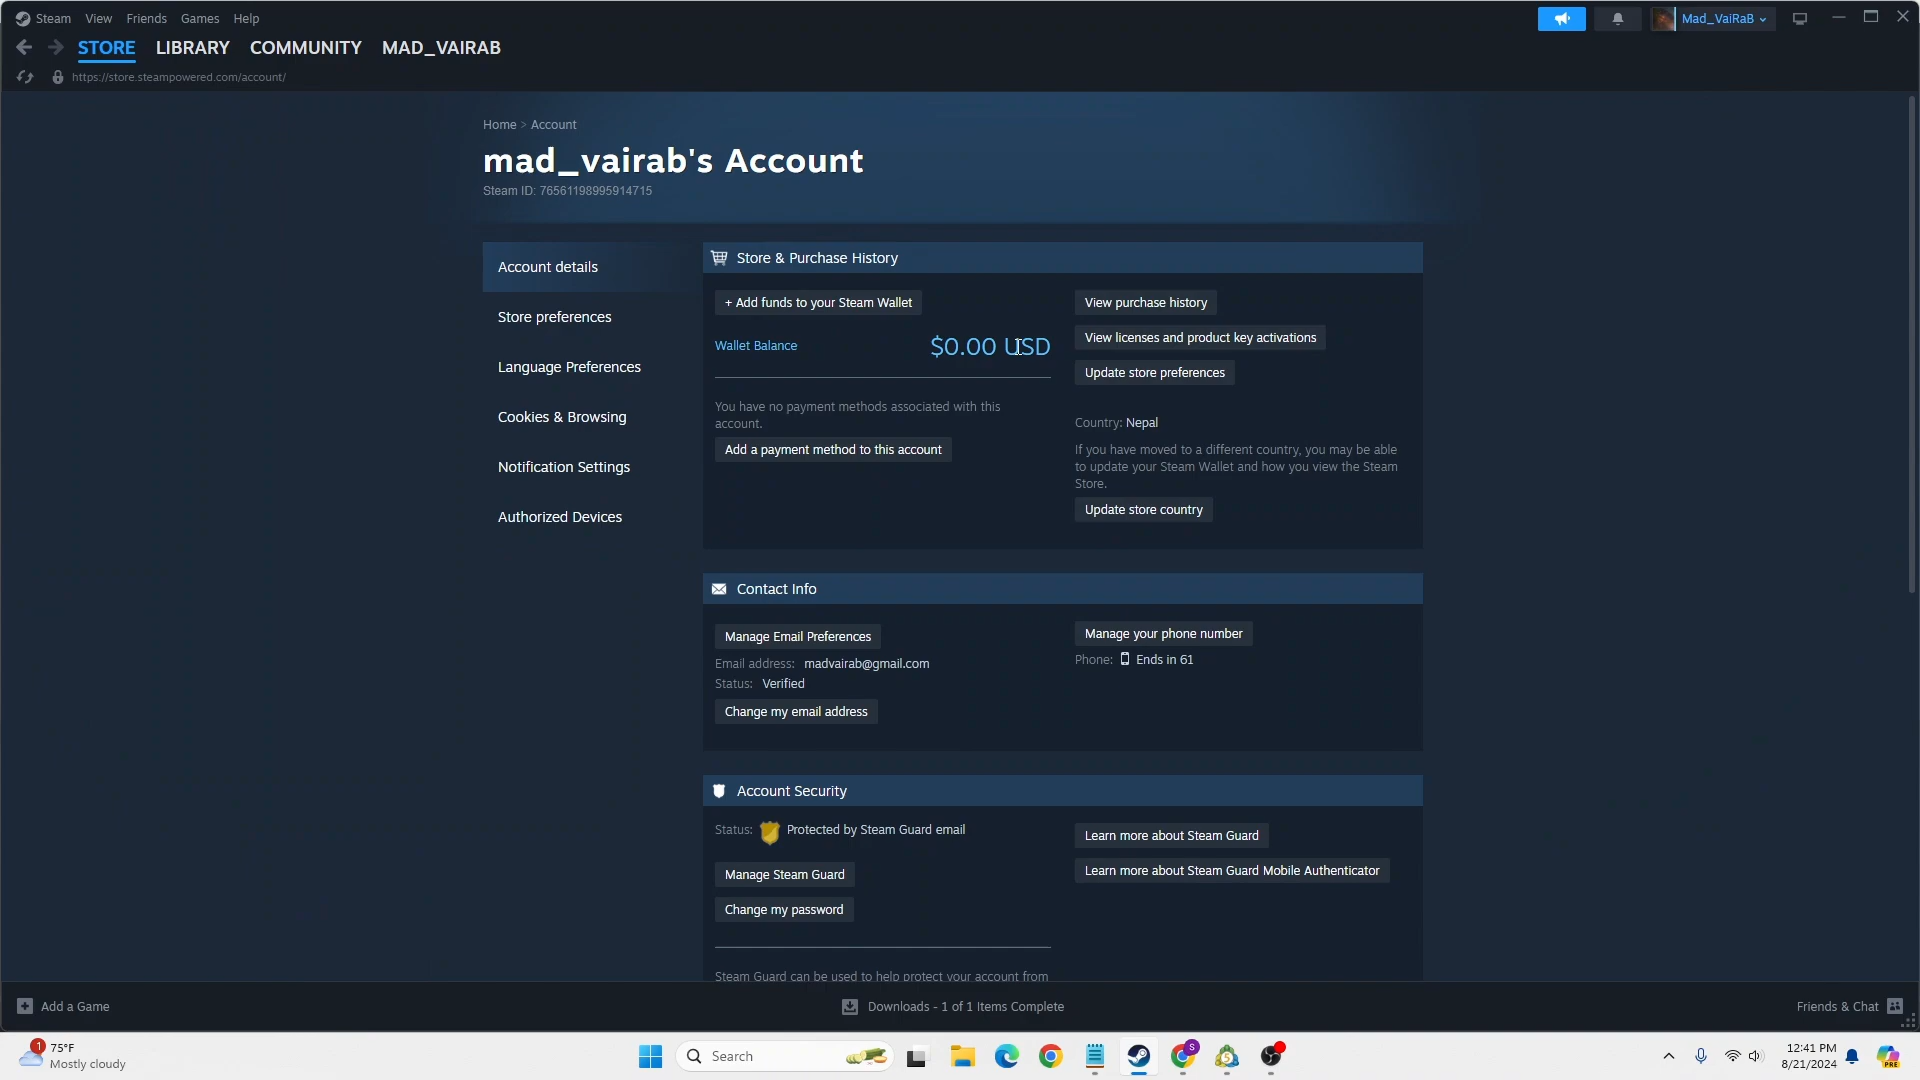 Steam View Friends Games Help
Mad_VaiRaB
STORE LIBRARY COMMUNITY MAD_VAIRAB
https://store.steampowered.com/account/
Home > Account
mad_vairab's Account
Steam ID: 76561198995914715
Account details
Store preferences
Language Preferences
Cookies & Browsing
Notification Settings
Authorized Devices
Store & Purchase History
+ Add funds to your Steam Wallet
Wallet Balance $0.00 USD
You have no payment methods associated with this
account.
Add a payment method to this account
View purchase history
View licenses and product key activations
Update store preferences
Country: Nepal
If you have moved to a different country, you may be able
to update your Steam Wallet and how you view the Steam
Store.
Update store country
Contact Info
Manage Email Preferences
Email address: madvairab@gmail.com
Status: Verified
Change my email address
Manage your phone number
Phone: Ends in 61
Account Security
Status: Protected by Steam Guard email
Manage Steam Guard
Change my password
Steam Guard can be used to help protect your account from
Learn more about Steam Guard
Learn more about Steam Guard Mobile Authenticator
Add a Game
Downloads - 1 of 1 Items Complete
Friends & Chat
1
75°F
Mostly cloudy
Search
S
12:41 PM
8/21/2024
PRE